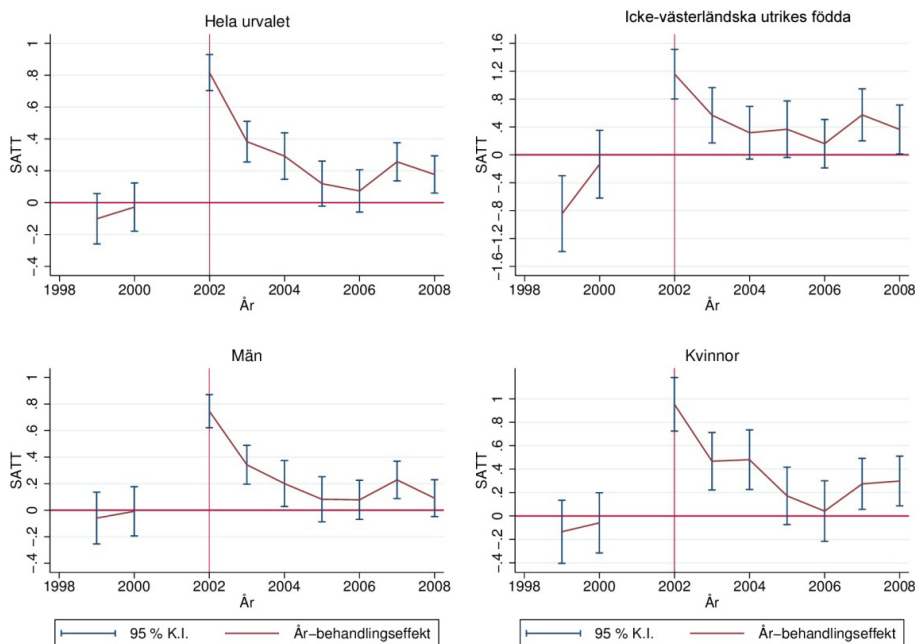 Hela urvalet
SATT
1
.8
.6
.4
.2
0
-.2
-.4
1998 2000 2002 2004 2006 2008
År
Icke-västerländska utrikes födda
SATT
1.6
1.2
.8
.4
0
-.4
-.8
-1.2
-1.6
1998 2000 2002 2004 2006 2008
År
Män
SATT
1
.8
.6
.4
.2
0
-.2
-.4
1998 2000 2002 2004 2006 2008
År
Kvinnor
SATT
1
.8
.6
.4
.2
0
-.2
-.4
1998 2000 2002 2004 2006 2008
År
95 % K.I. År-behandlingseffekt
95 % K.I. År-behandlingseffekt